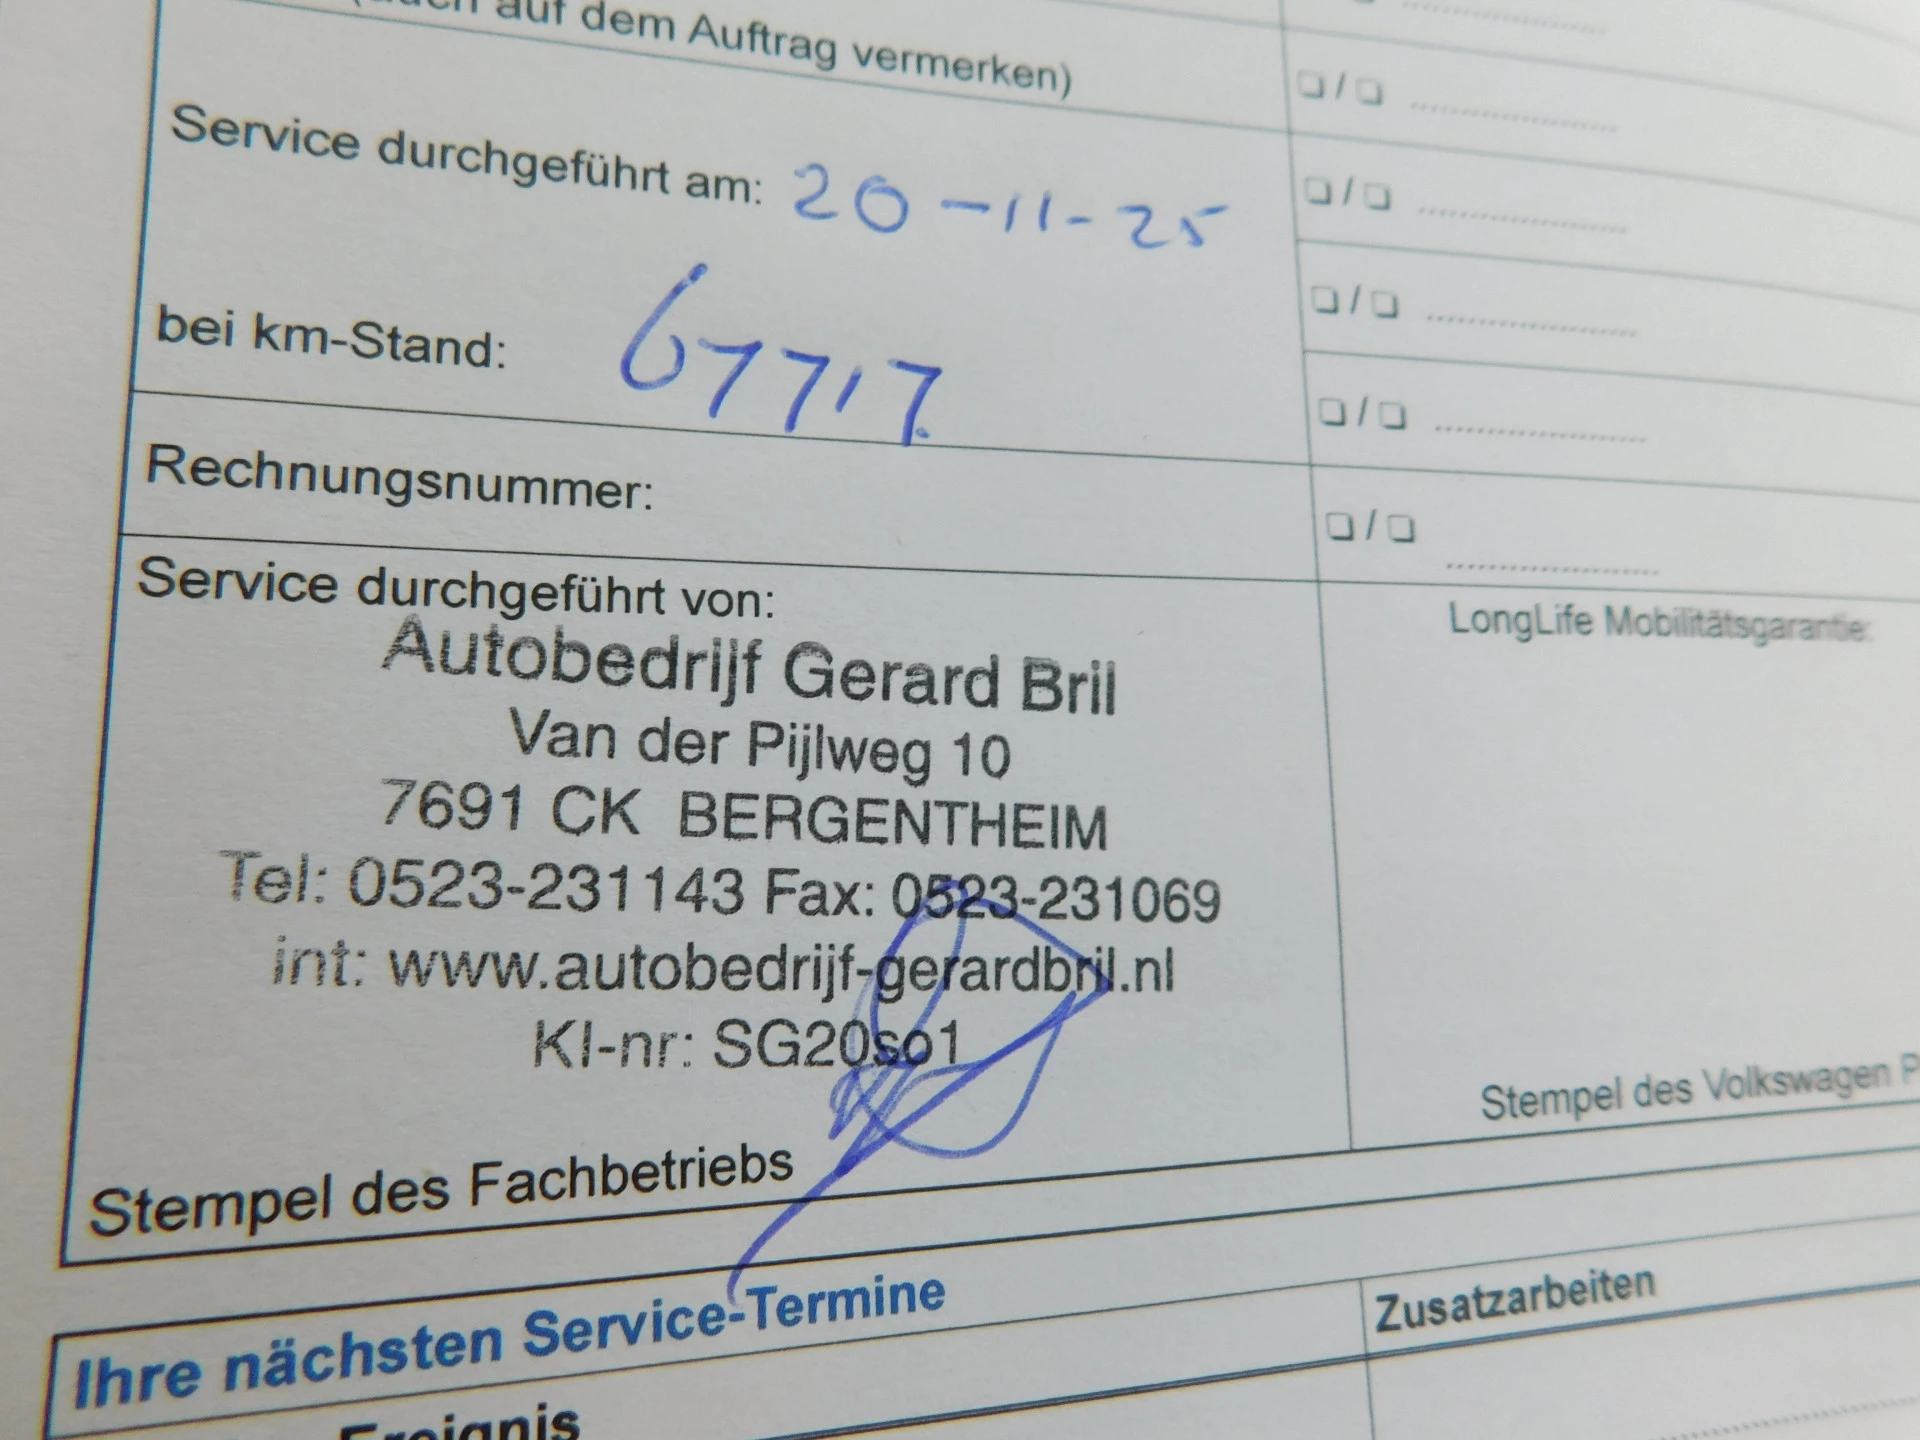 auf dem Auftrag vermerken)
Service durchgeführt am: 20-11-25
bei km-Stand: 67717
Rechnungsnummer:
Service durchgeführt von:
Autobedrijf Gerard Bril
Van der Pijlweg 10
7691 CK BERGENTHEIM
Tel: 0523-231143 Fax: 0523-231069
int: www.autobedrijf-gerardbril.nl
KI-nr: SG20so1
Stempel des Fachbetriebs
LongLife Mobilitätsgarantie:
Stempel des Volkswagen P
Ihre nächsten Service-Termine
Zusatzarbeiten
Ereignis